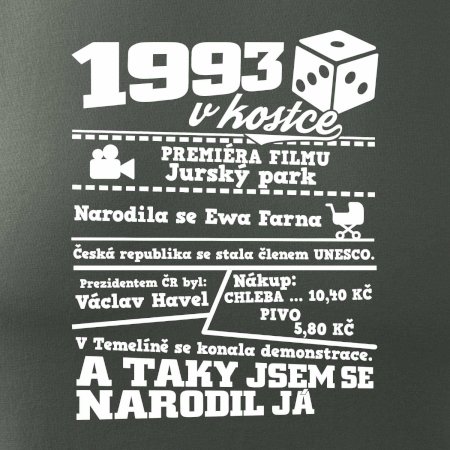 1993
v kostce
PREMIÉRA FILMU
Jurský park
Narodila se Ewa Farna
Česká republika se stala členem UNESCO.
Prezidentem ČR byl:
Václav Havel
Nákup:
CHLEBA ... 10,40 KČ
PIVO
5,80 KČ
V Temelíně se konala demonstrace.
A TAKY JSEM SE
NARODIL JÁ